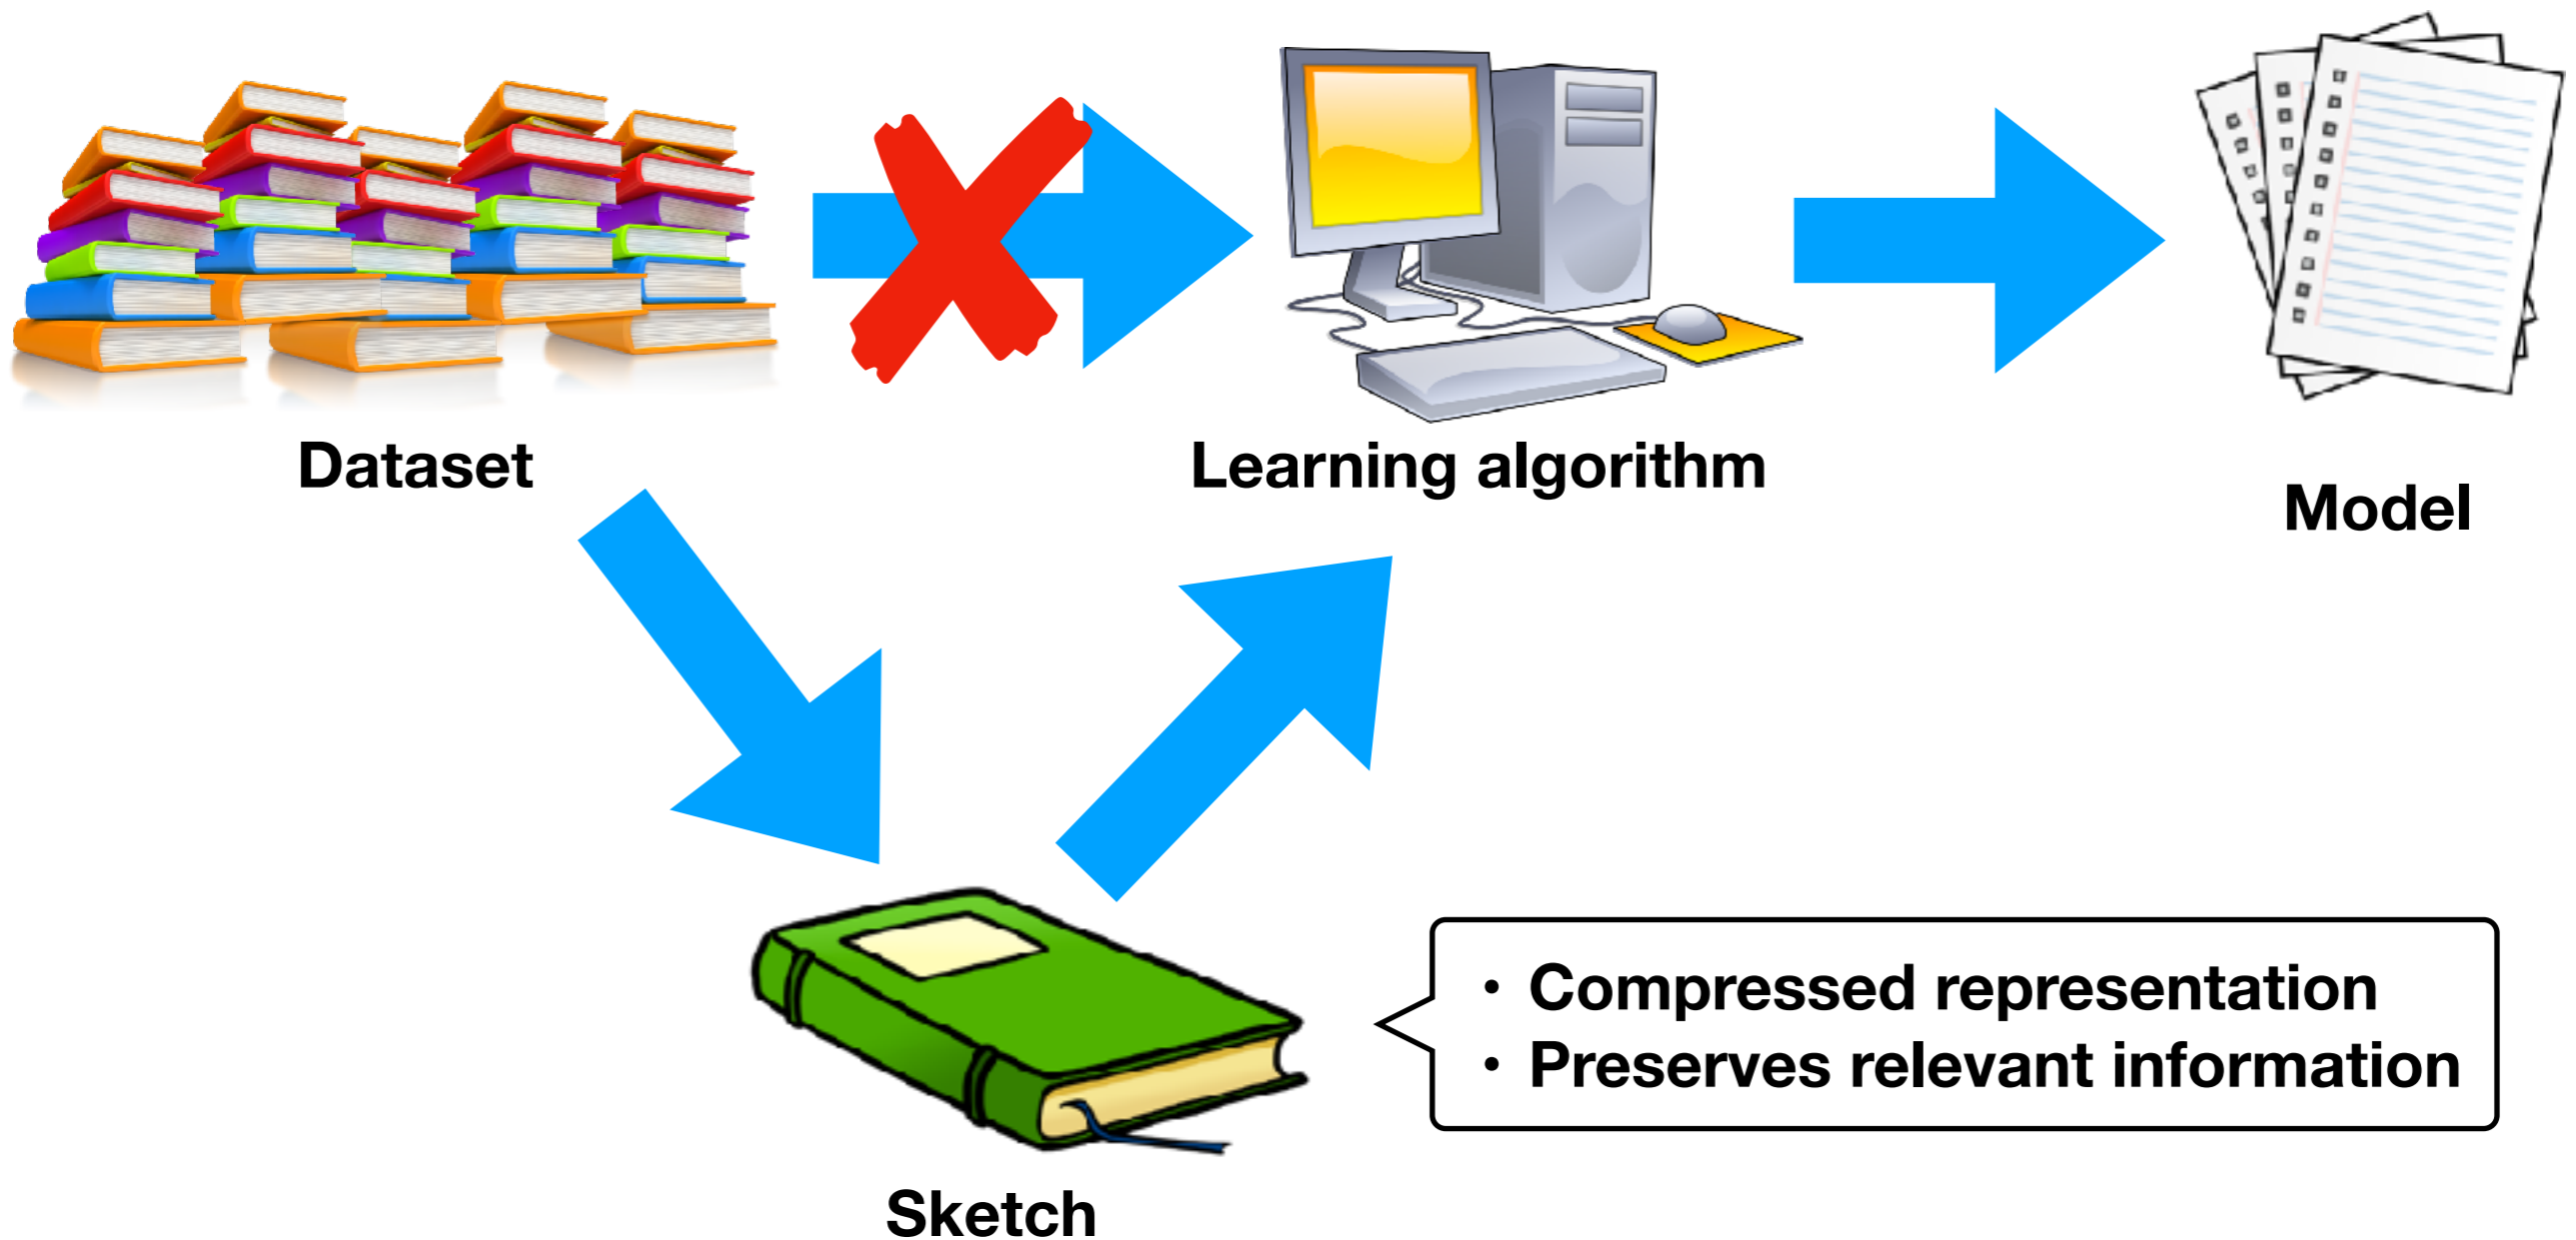 Dataset
Learning algorithm
Model
• Compressed representation
• Preserves relevant information
Sketch